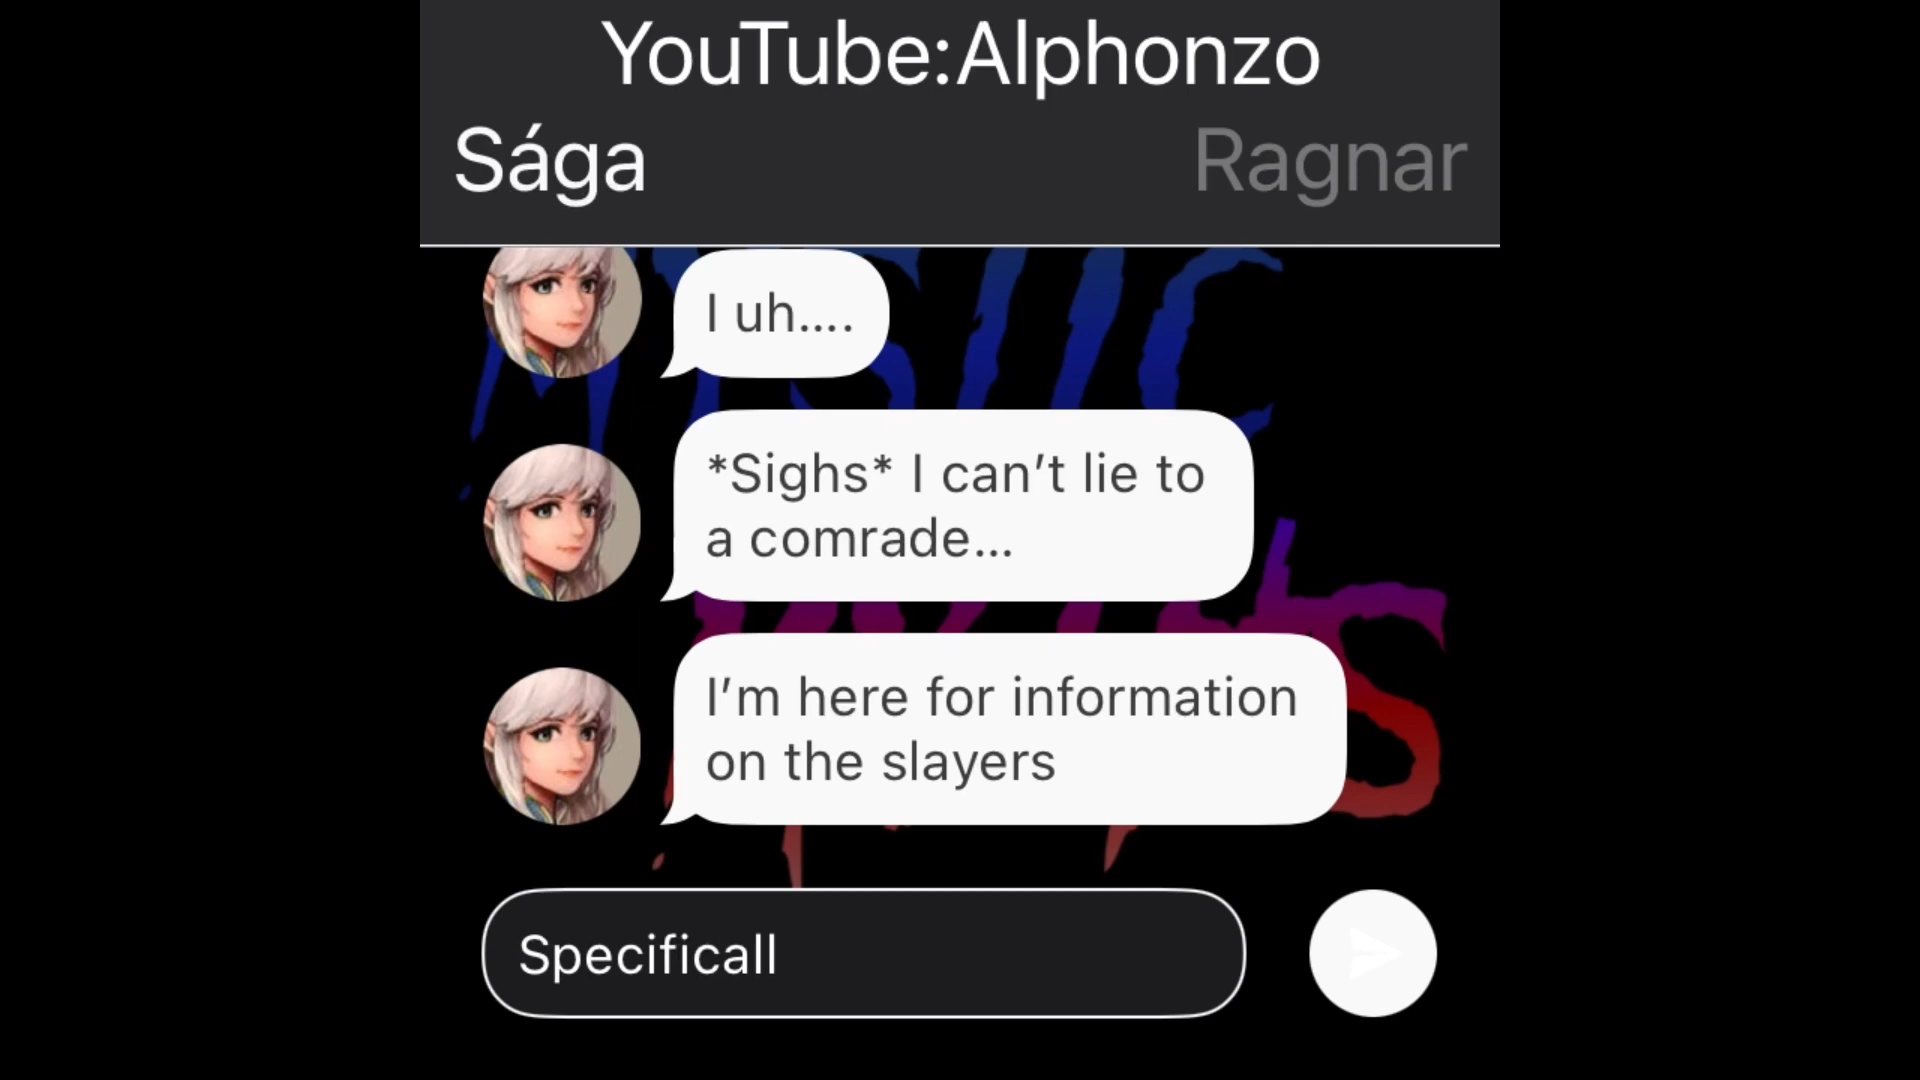 YouTube:Alphonzo
Sága
Ragnar
I uh....
*Sighs* I can’t lie to
a comrade...
I’m here for information
on the slayers
Specificall